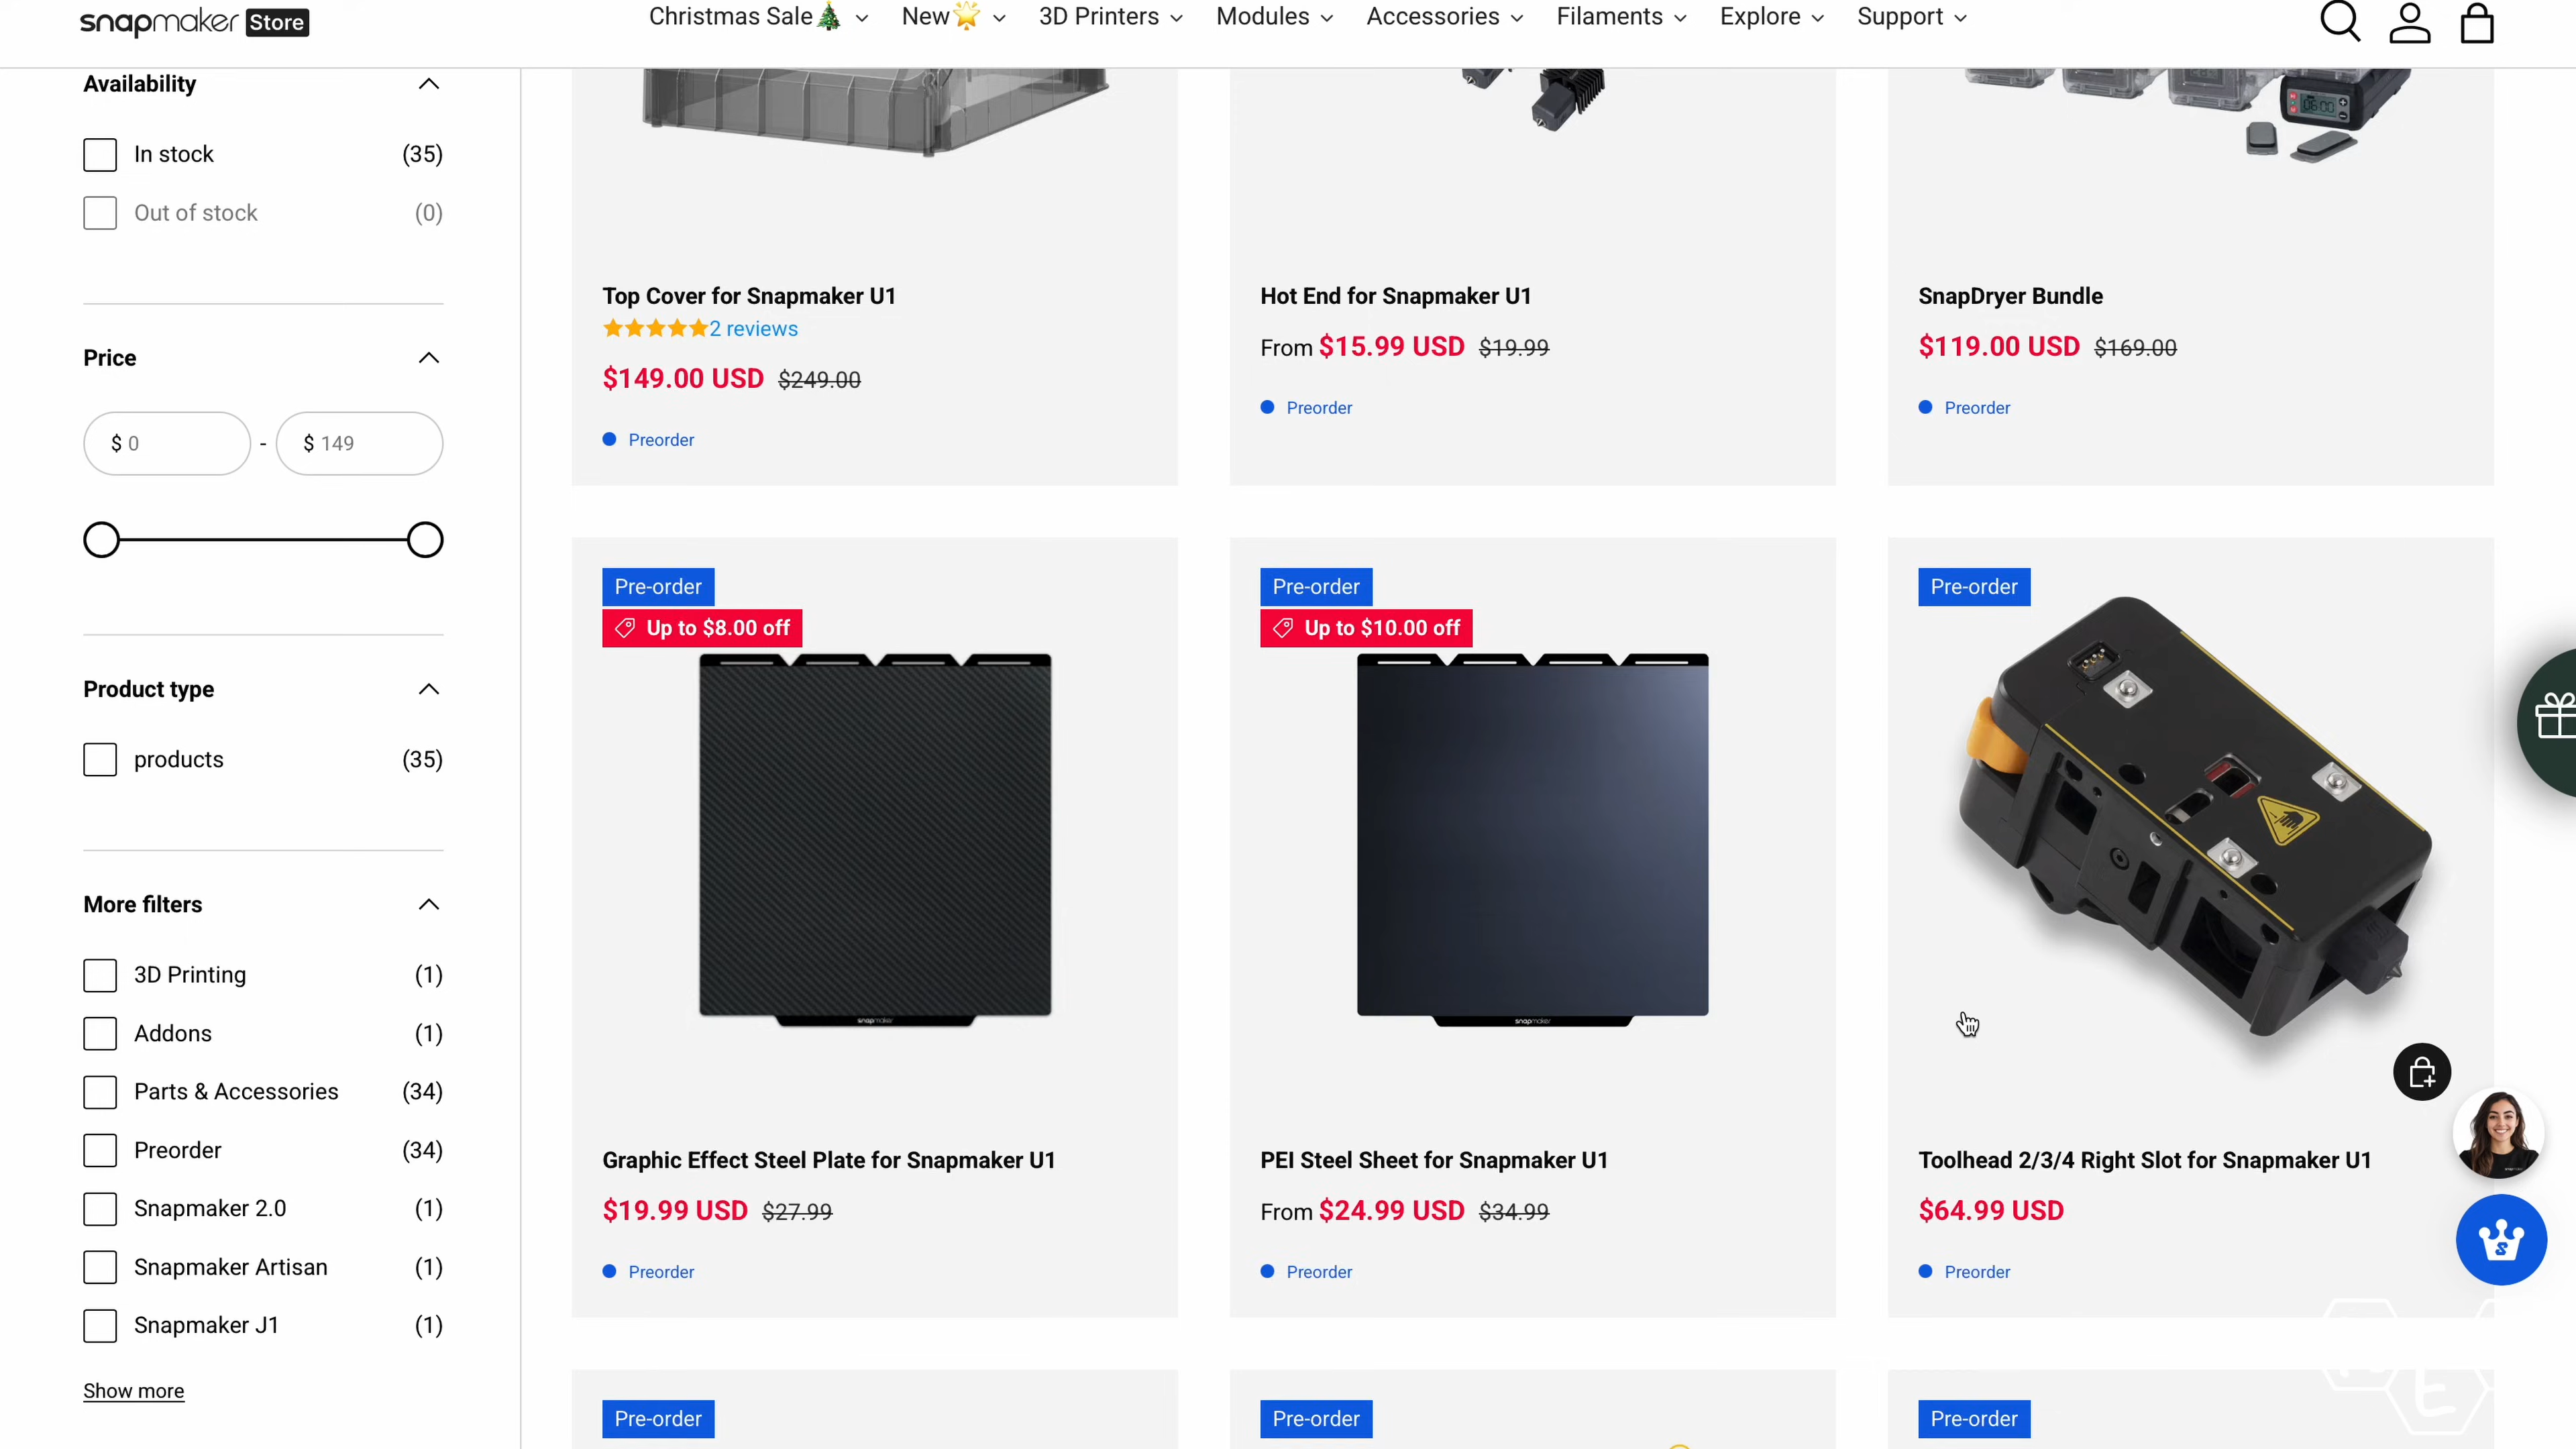 snapmaker Store
Christmas Sale🎄 New🌟 3D Printers Modules Accessories Filaments Explore Support
Availability
In stock (35)
Out of stock (0)
Price
$ 0 - $ 149
Product type
products (35)
More filters
3D Printing (1)
Addons (1)
Parts & Accessories (34)
Preorder (34)
Snapmaker 2.0 (1)
Snapmaker Artisan (1)
Snapmaker J1 (1)
Show more
Top Cover for Snapmaker U1
2 reviews
$149.00 USD $249.00
Preorder
Hot End for Snapmaker U1
From $15.99 USD $19.99
Preorder
06:00
SnapDryer Bundle
$119.00 USD $169.00
Preorder
Pre-order
Up to $8.00 off
snapmaker
Graphic Effect Steel Plate for Snapmaker U1
$19.99 USD $27.99
Preorder
Pre-order
Up to $10.00 off
snapmaker
PEI Steel Sheet for Snapmaker U1
From $24.99 USD $34.99
Preorder
Pre-order
Toolhead 2/3/4 Right Slot for Snapmaker U1
$64.99 USD
Preorder
Pre-order
Pre-order
Pre-order
E